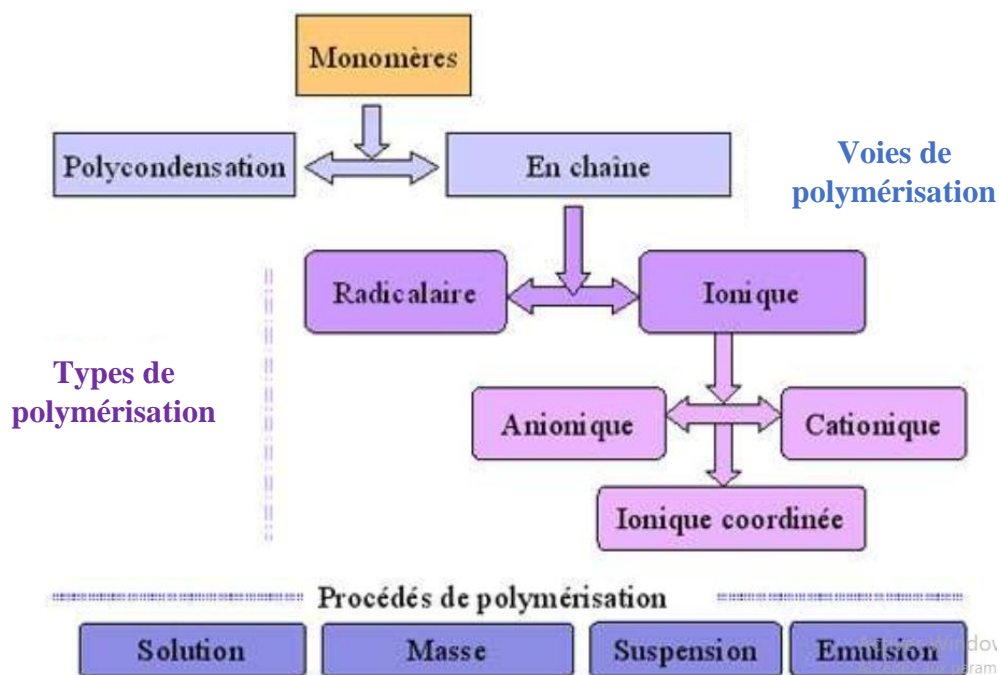 Monomères
Polycondensation
En chaîne
Voies de
polymérisation
Radicalaire
Ionique
Types de
polymérisation
Anionique
Cationique
Ionique coordinée
Procédés de polymérisation
Solution
Masse
Suspension
Emulsion